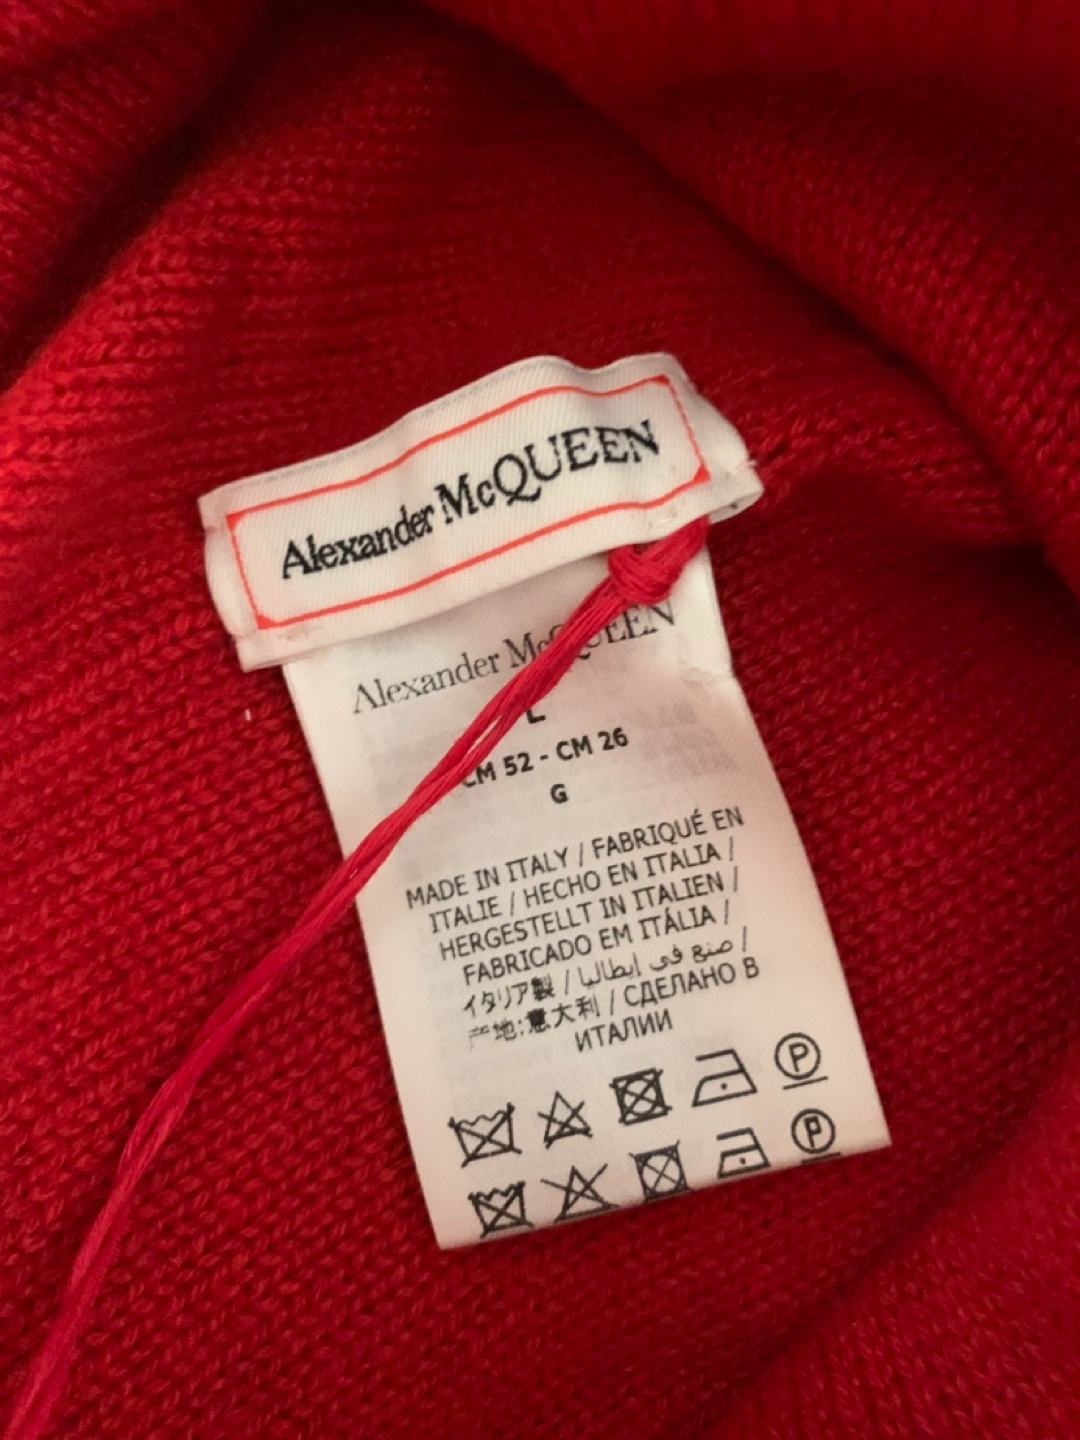 Alexander McQUEEN
Alexander McQUEEN
L
CM 52 - CM 26
G
MADE IN ITALY / FABRIQUÉ EN
ITALIE / HECHO EN ITALIA /
HERGESTELLT IN ITALIEN /
FABRICADO EM ITÁLIA /
イタリア製 / صنع في إيطاليا /
产地:意大利 / СДЕЛАНО В
ИТАЛИИ
P
P